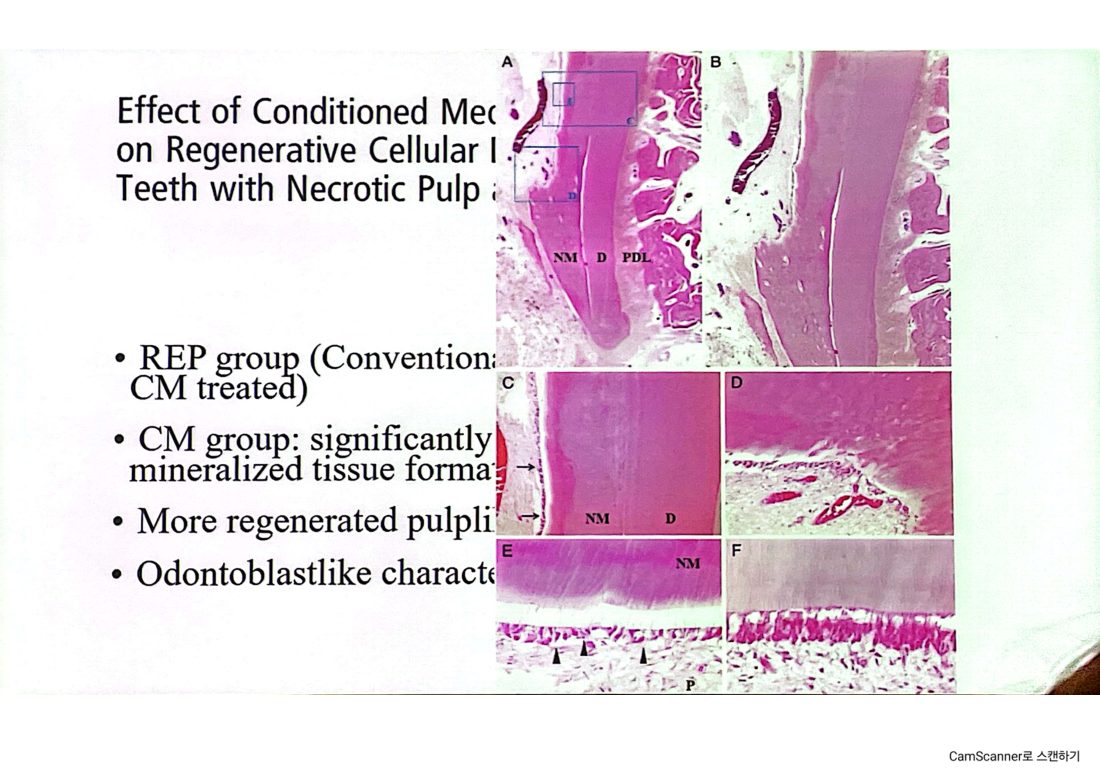 Effect of Conditioned Med
on Regenerative Cellular
Teeth with Necrotic Pulp
• REP group (Conventiona
CM treated)
• CM group: significantly
mineralized tissue forma
• More regenerated pulpli
• Odontoblastlike characte
A
C
D
NM D PDL
B
C
NM D
D
E
NM
P
F
CamScanner로 스캔하기